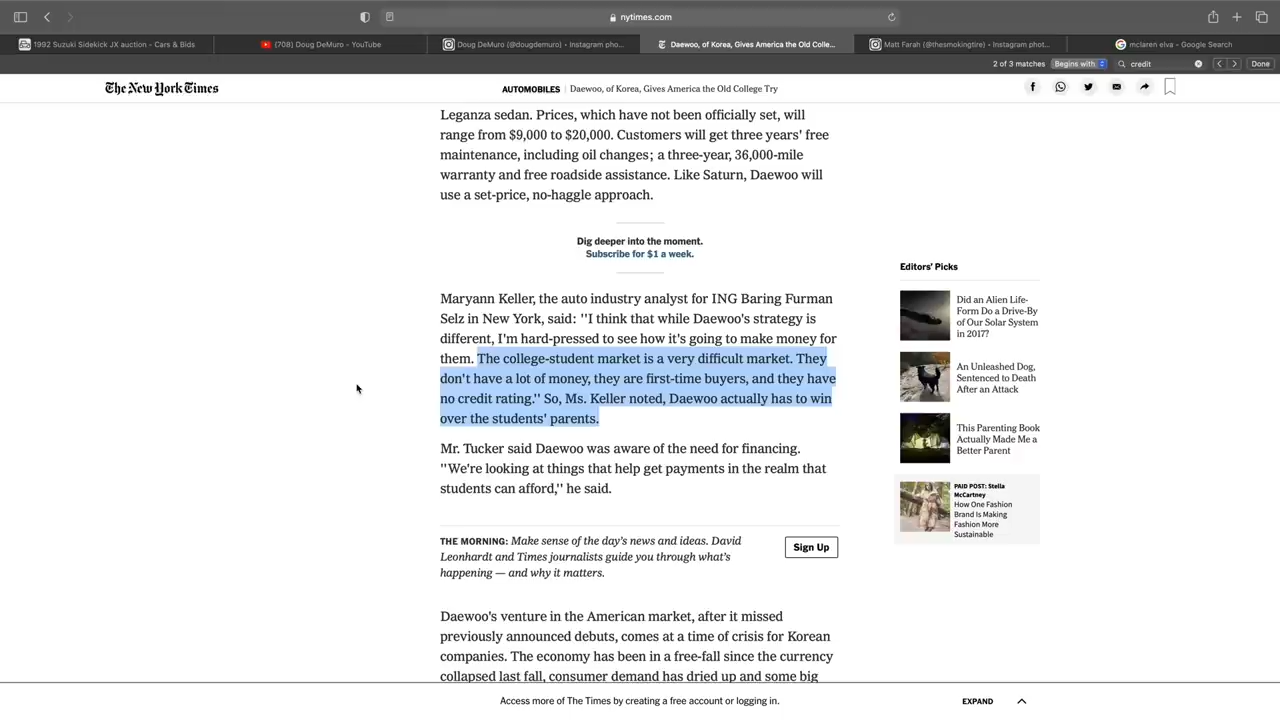 nytimes.com
1992 Suzuki Sidekick JX auction - Cars & Bids
(708) Doug DeMuro - YouTube
Doug DeMuro (@dougdemuro) • Instagram pho...
Daewoo, of Korea, Gives America the Old Colle...
Matt Farah (@thesmokingtire) • Instagram phot...
mclaren elva - Google Search
2 of 3 matches
Begins with
credit
Done
The New York Times
AUTOMOBILES | Daewoo, of Korea, Gives America the Old College Try
Leganza sedan. Prices, which have not been officially set, will
range from $9,000 to $20,000. Customers will get three years' free
maintenance, including oil changes; a three-year, 36,000-mile
warranty and free roadside assistance. Like Saturn, Daewoo will
use a set-price, no-haggle approach.
Dig deeper into the moment.
Subscribe for $1 a week.
Maryann Keller, the auto industry analyst for ING Baring Furman
Selz in New York, said: ''I think that while Daewoo's strategy is
different, I'm hard-pressed to see how it's going to make money for
them. The college-student market is a very difficult market. They
don't have a lot of money, they are first-time buyers, and they have
no credit rating.'' So, Ms. Keller noted, Daewoo actually has to win
over the students' parents.
Mr. Tucker said Daewoo was aware of the need for financing.
''We're looking at things that help get payments in the realm that
students can afford,'' he said.
THE MORNING: Make sense of the day's news and ideas. David
Leonhardt and Times journalists guide you through what's
happening — and why it matters.
Sign Up
Daewoo's venture in the American market, after it missed
previously announced debuts, comes at a time of crisis for Korean
companies. The economy has been in a free-fall since the currency
collapsed last fall, consumer demand has dried up and some big
Editors' Picks
Did an Alien Life-
Form Do a Drive-By
of Our Solar System
in 2017?
An Unleashed Dog,
Sentenced to Death
After an Attack
This Parenting Book
Actually Made Me a
Better Parent
PAID POST: Stella
McCartney
How One Fashion
Brand Is Making
Fashion More
Sustainable
Access more of The Times by creating a free account or logging in.
EXPAND